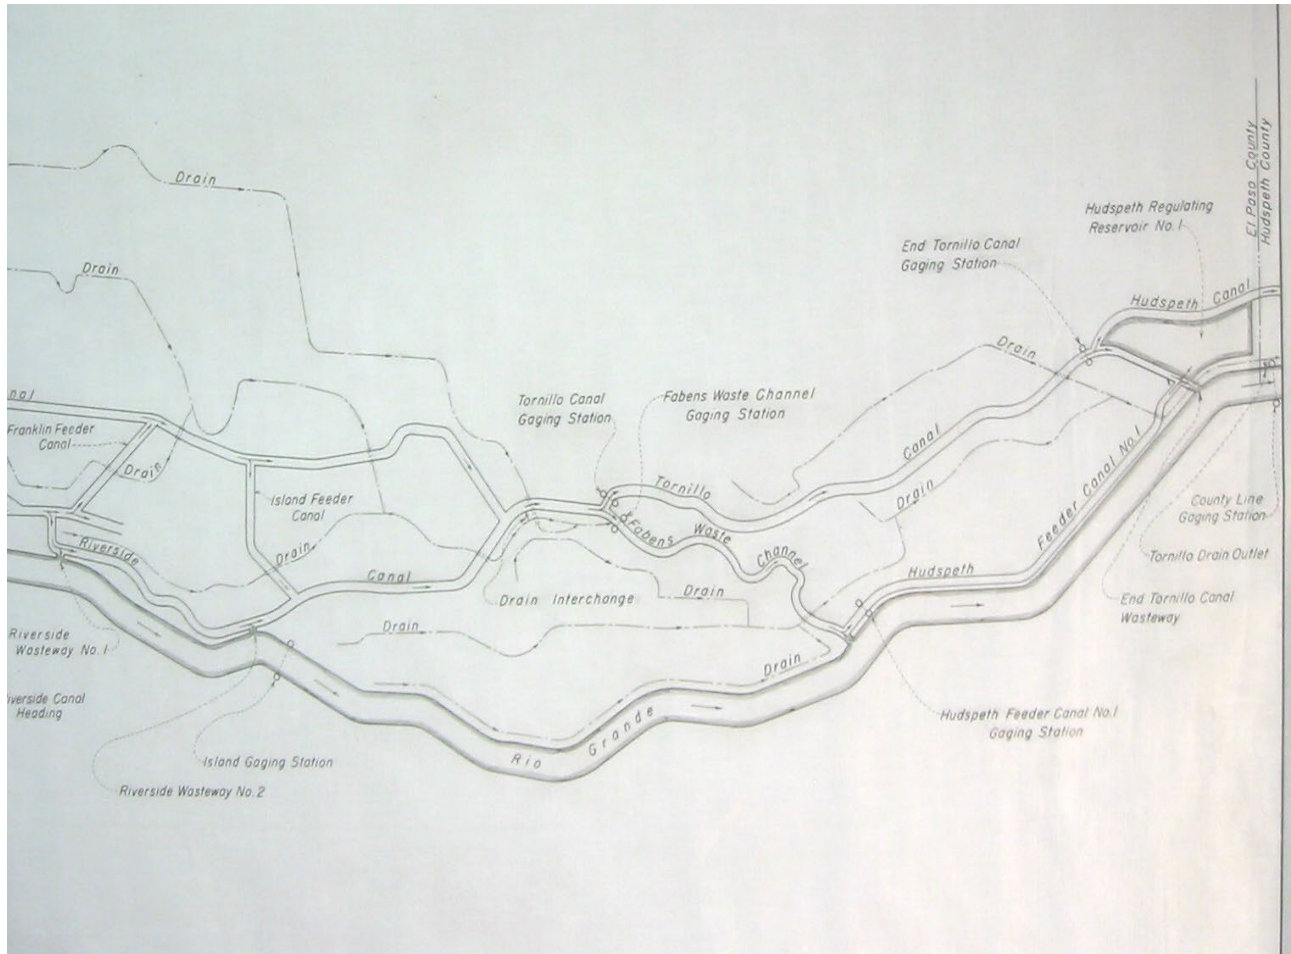 Drain
Drain
El Paso County
Hudspeth County
Hudspeth Regulating
Reservoir No. 1
End Tornillo Canal
Gaging Station
Hudspeth Canal
Drain
nal
Franklin Feeder
Canal
Drain
Island Feeder
Canal
Tornillo Canal
Gaging Station
Fabens Waste Channel
Gaging Station
Tornillo Canal
Drain
Fabens Waste Channel
Riverside Canal
Drain
Drain Interchange
Drain
Drain
Drain
Hudspeth Feeder Canal No. 1
County Line
Gaging Station
Tornillo Drain Outlet
End Tornillo Canal
Wasteway
Riverside
Wasteway No. 1
iverside Canal
Heading
Island Gaging Station
Riverside Wasteway No. 2
Rio Grande
Hudspeth Feeder Canal No. 1
Gaging Station